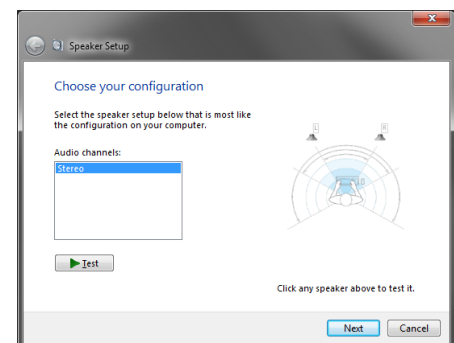 Speaker Setup
Choose your configuration
Select the speaker setup below that is most like
the configuration on your computer.
Audio channels:
Stereo
L
R
Test
Click any speaker above to test it.
Next
Cancel